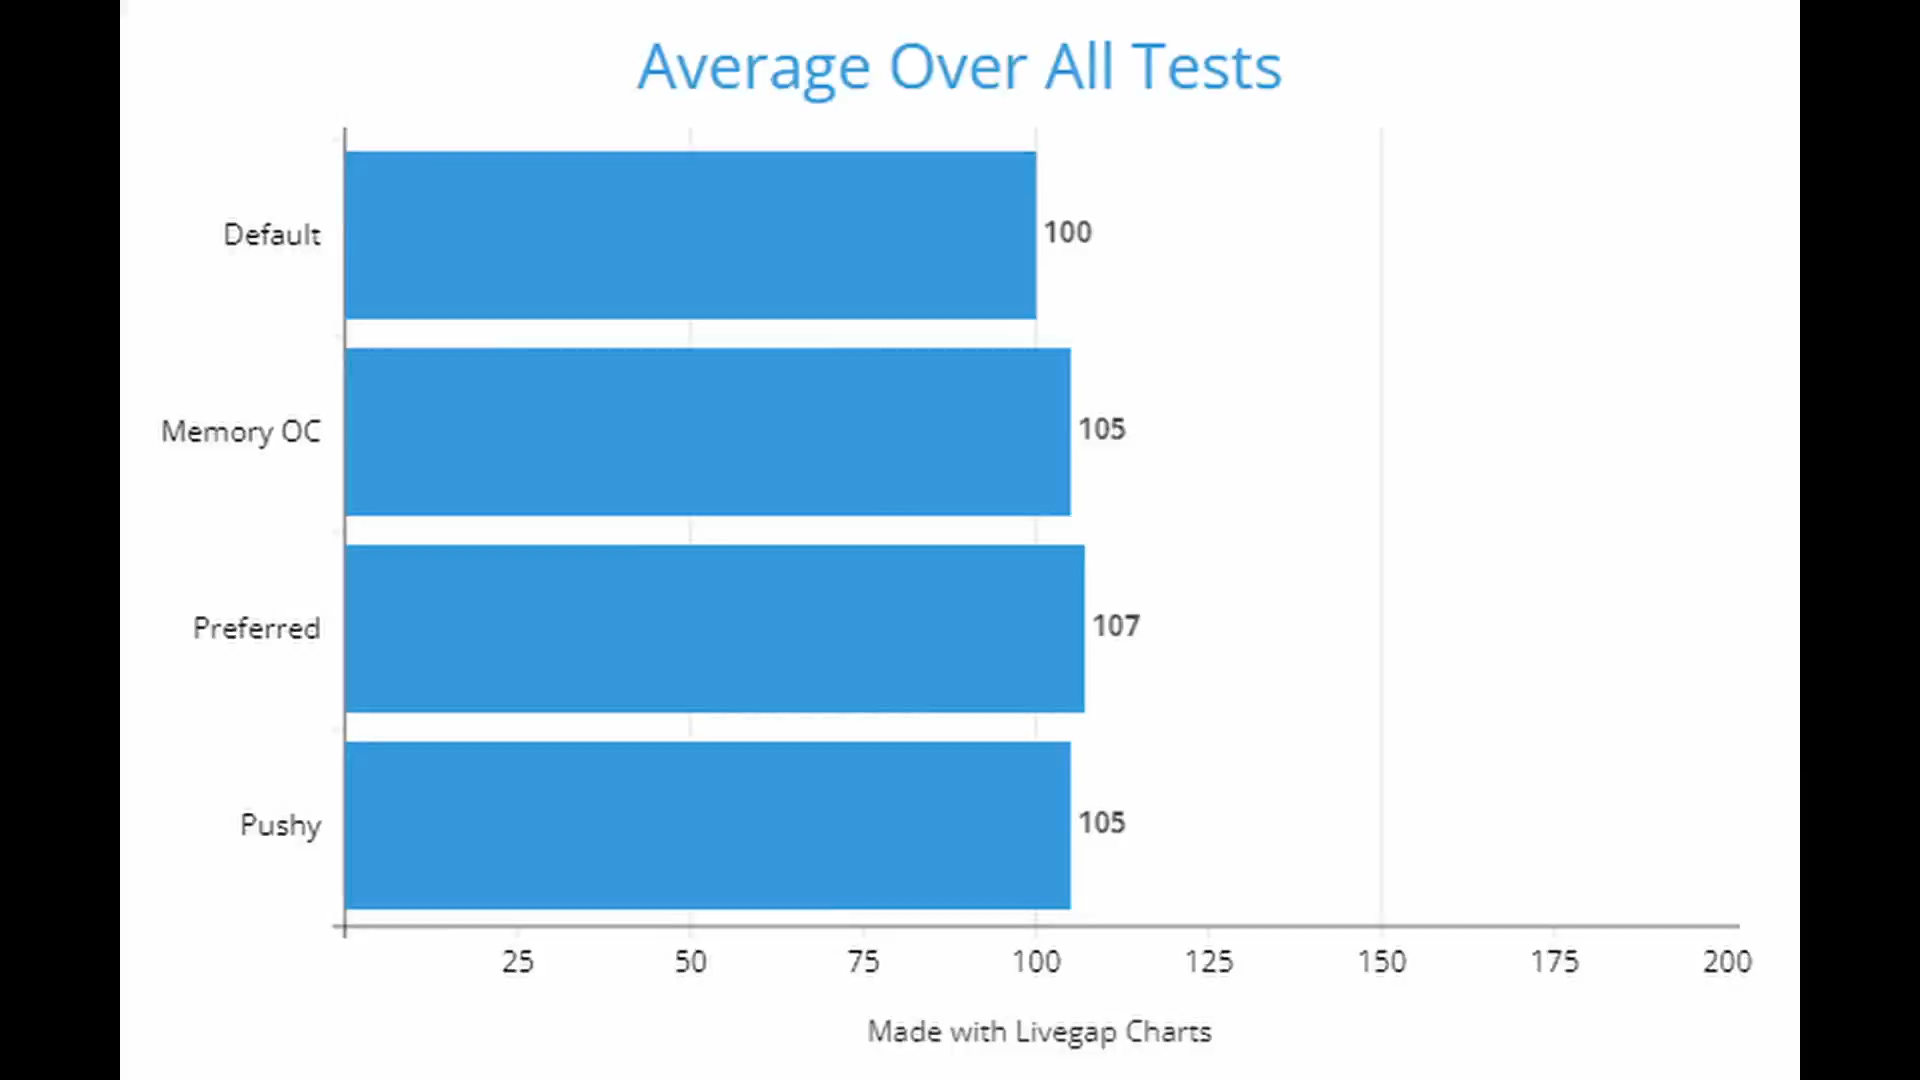 Average Over All Tests
Default
100
Memory OC
105
Preferred
107
Pushy
105
25 50 75 100 125 150 175 200
Made with Livegap Charts